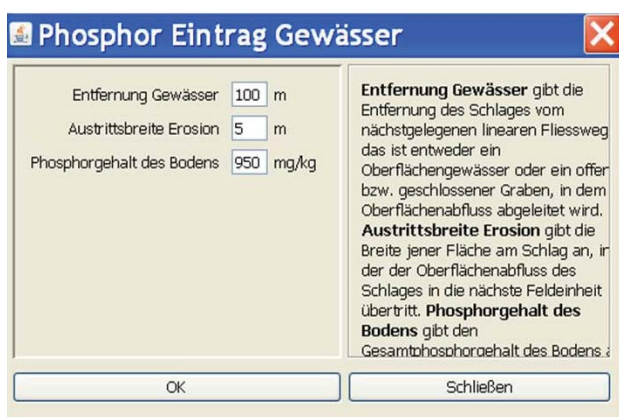 Phosphor Eintrag Gewässer
Entfernung Gewässer 100 m
Austrittsbreite Erosion 5 m
Phosphorgehalt des Bodens 950 mg/kg
Entfernung Gewässer gibt die
Entfernung des Schlages vom
nächstgelegenen linearen Fliessweg
das ist entweder ein
Oberflächengewässer oder ein offer
bzw. geschlossener Graben, in dem
Oberflächenabfluss abgeleitet wird.
Austrittsbreite Erosion gibt die
Breite jener Fläche am Schlag an, ir
der der Oberflächenabfluss des
Schlages in die nächste Feldeinheit
übertritt. Phosphorgehalt des
Bodens gibt den
Gesamtphosphorgehalt des Bodens a
OK
Schließen